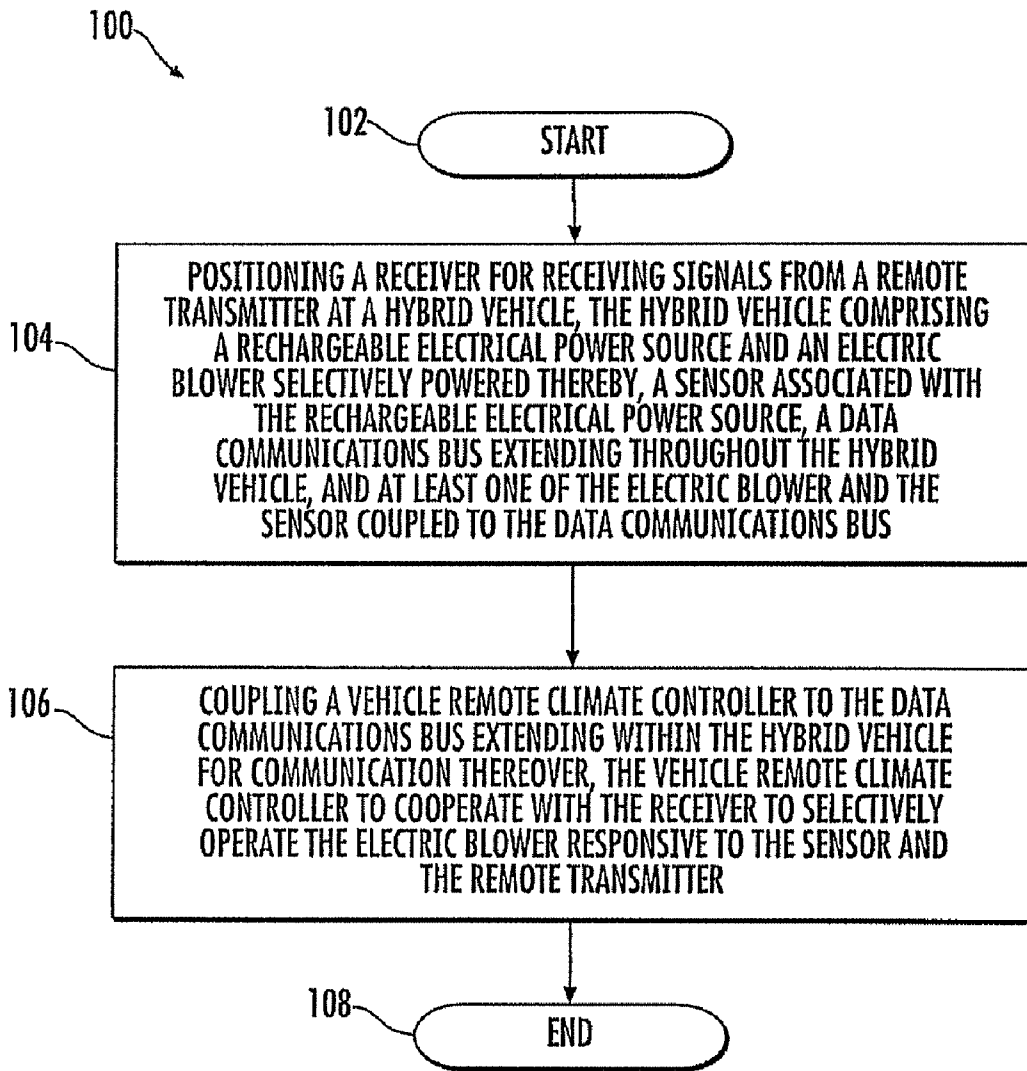 100
102
START
104
POSITIONING A RECEIVER FOR RECEIVING SIGNALS FROM A REMOTE
TRANSMITTER AT A HYBRID VEHICLE, THE HYBRID VEHICLE COMPRISING
A RECHARGEABLE ELECTRICAL POWER SOURCE AND AN ELECTRIC
BLOWER SELECTIVELY POWERED THEREBY, A SENSOR ASSOCIATED WITH
THE RECHARGEABLE ELECTRICAL POWER SOURCE, A DATA
COMMUNICATIONS BUS EXTENDING THROUGHOUT THE HYBRID
VEHICLE, AND AT LEAST ONE OF THE ELECTRIC BLOWER AND THE
SENSOR COUPLED TO THE DATA COMMUNICATIONS BUS
106
COUPLING A VEHICLE REMOTE CLIMATE CONTROLLER TO THE DATA
COMMUNICATIONS BUS EXTENDING WITHIN THE HYBRID VEHICLE
FOR COMMUNICATION THEREOVER, THE VEHICLE REMOTE CLIMATE
CONTROLLER TO COOPERATE WITH THE RECEIVER TO SELECTIVELY
OPERATE THE ELECTRIC BLOWER RESPONSIVE TO THE SENSOR AND
THE REMOTE TRANSMITTER
108
END